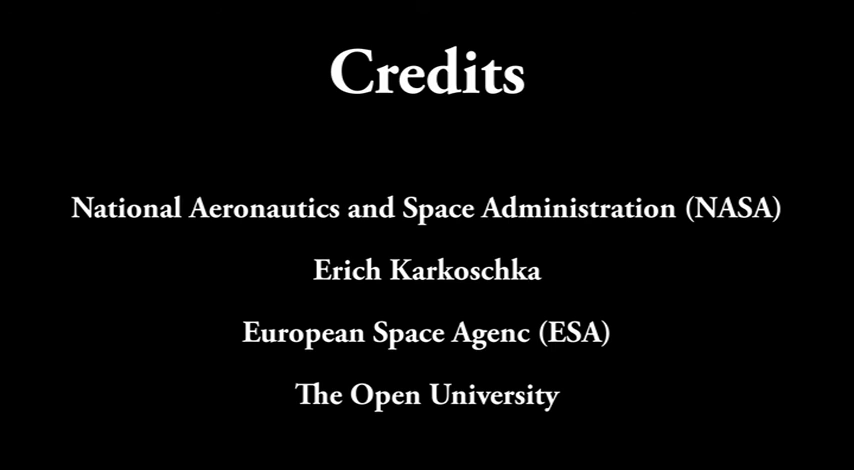 Credits
National Aeronautics and Space Administration (NASA)
Erich Karkoschka
European Space Agenc (ESA)
The Open University